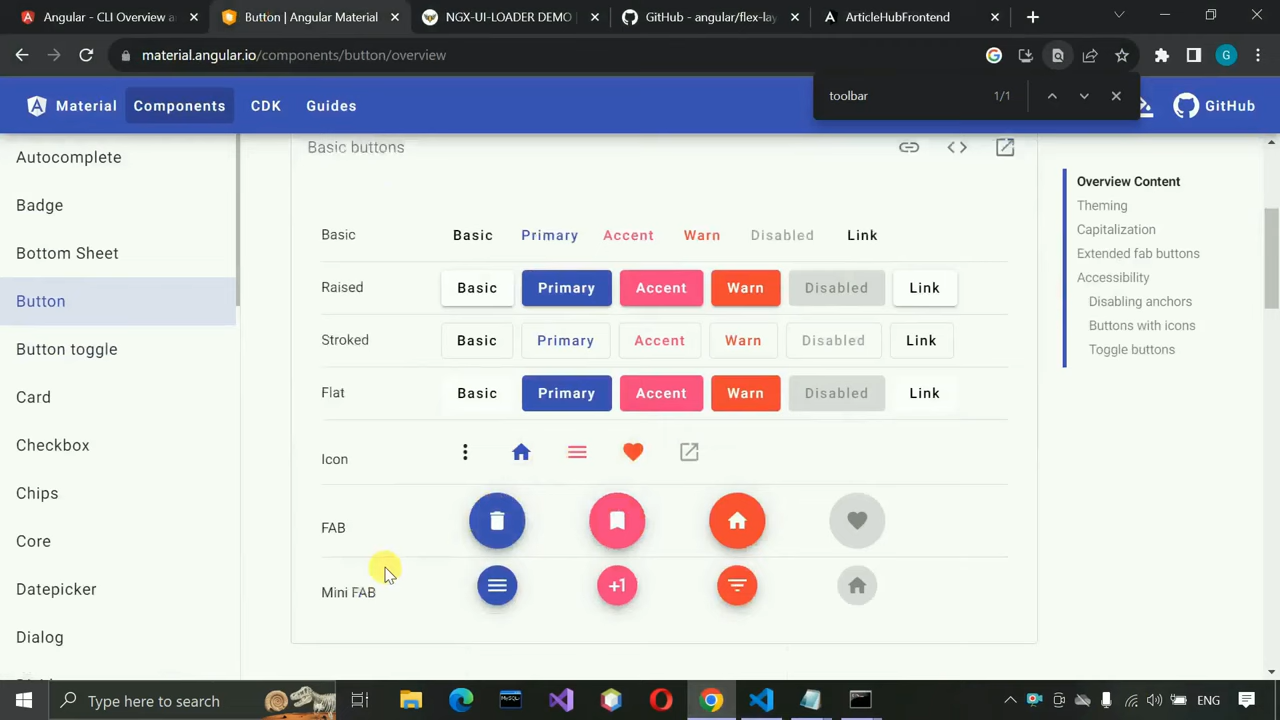 Angular - CLI Overview a
Button | Angular Material
NGX-UI-LOADER DEMO |
GitHub - angular/flex-lay
ArticleHubFrontend
material.angular.io/components/button/overview
G
Material
Components
CDK
Guides
toolbar
1/1
GitHub
Autocomplete
Badge
Bottom Sheet
Button
Button toggle
Card
Checkbox
Chips
Core
Datepicker
Dialog
Basic buttons
Basic Basic Primary Accent Warn Disabled Link
Raised Basic Primary Accent Warn Disabled Link
Stroked Basic Primary Accent Warn Disabled Link
Flat Basic Primary Accent Warn Disabled Link
Icon
FAB
Mini FAB +1
Overview Content
Theming
Capitalization
Extended fab buttons
Accessibility
Disabling anchors
Buttons with icons
Toggle buttons
Type here to search
ENG